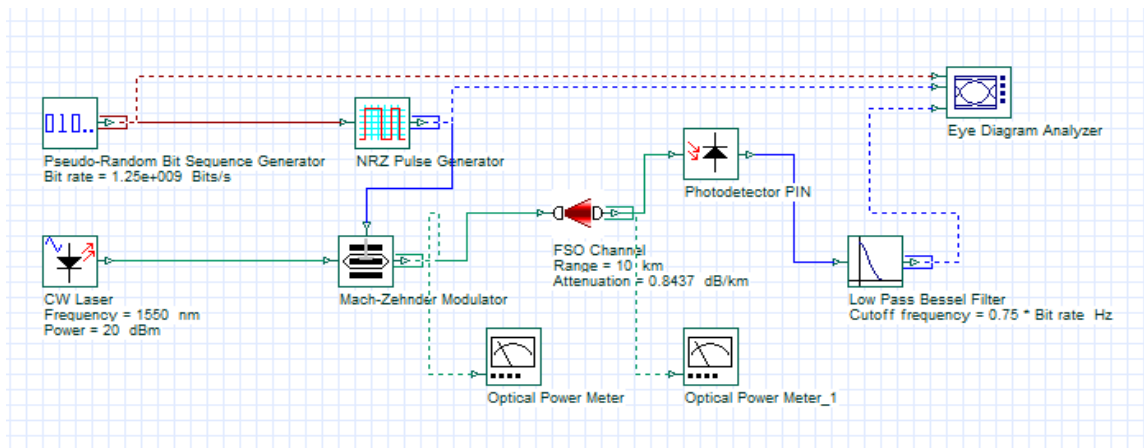 010..
Pseudo-Random Bit Sequence Generator
Bit rate = 1.25e+009 Bits/s
NRZ Pulse Generator
Eye Diagram Analyzer
Photodetector PIN
CW Laser
Frequency = 1550 nm
Power = 20 dBm
Mach-Zehnder Modulator
FSO Channel
Range = 10 km
Attenuation = 0.8437 dB/km
Low Pass Bessel Filter
Cutoff frequency = 0.75 * Bit rate Hz
Optical Power Meter
Optical Power Meter_1